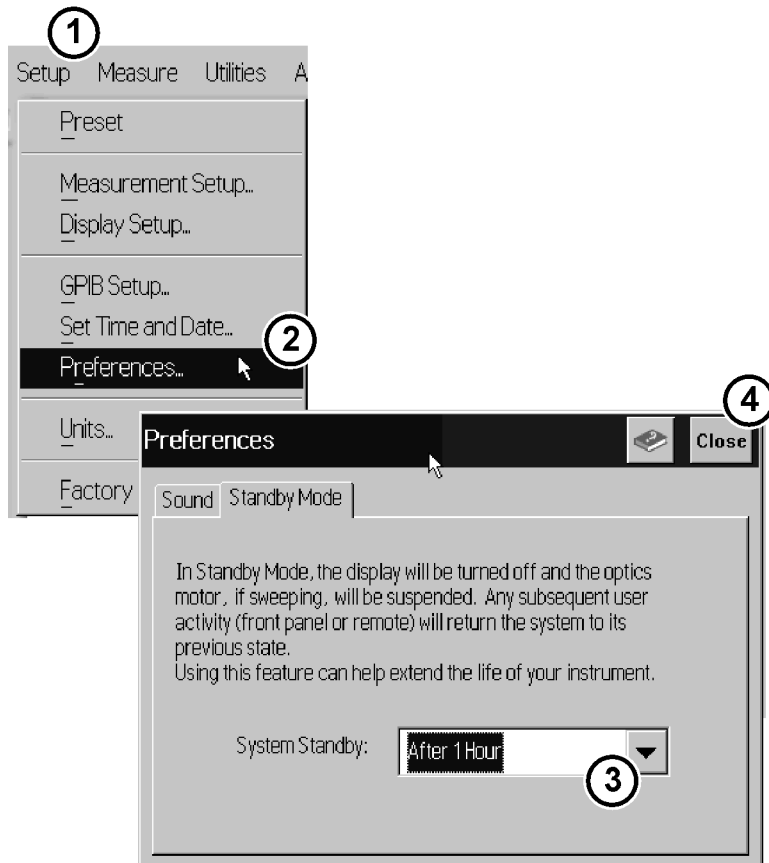 1
Setup Measure Utilities A
Preset
Measurement Setup...
Display Setup...
GPIB Setup...
Set Time and Date...
2
Preferences...
Units...
Factory
4
Preferences
Close
Sound Standby Mode
In Standby Mode, the display will be turned off and the optics
motor, if sweeping, will be suspended. Any subsequent user
activity (front panel or remote) will return the system to its
previous state.
Using this feature can help extend the life of your instrument.
System Standby: After 1 Hour
3